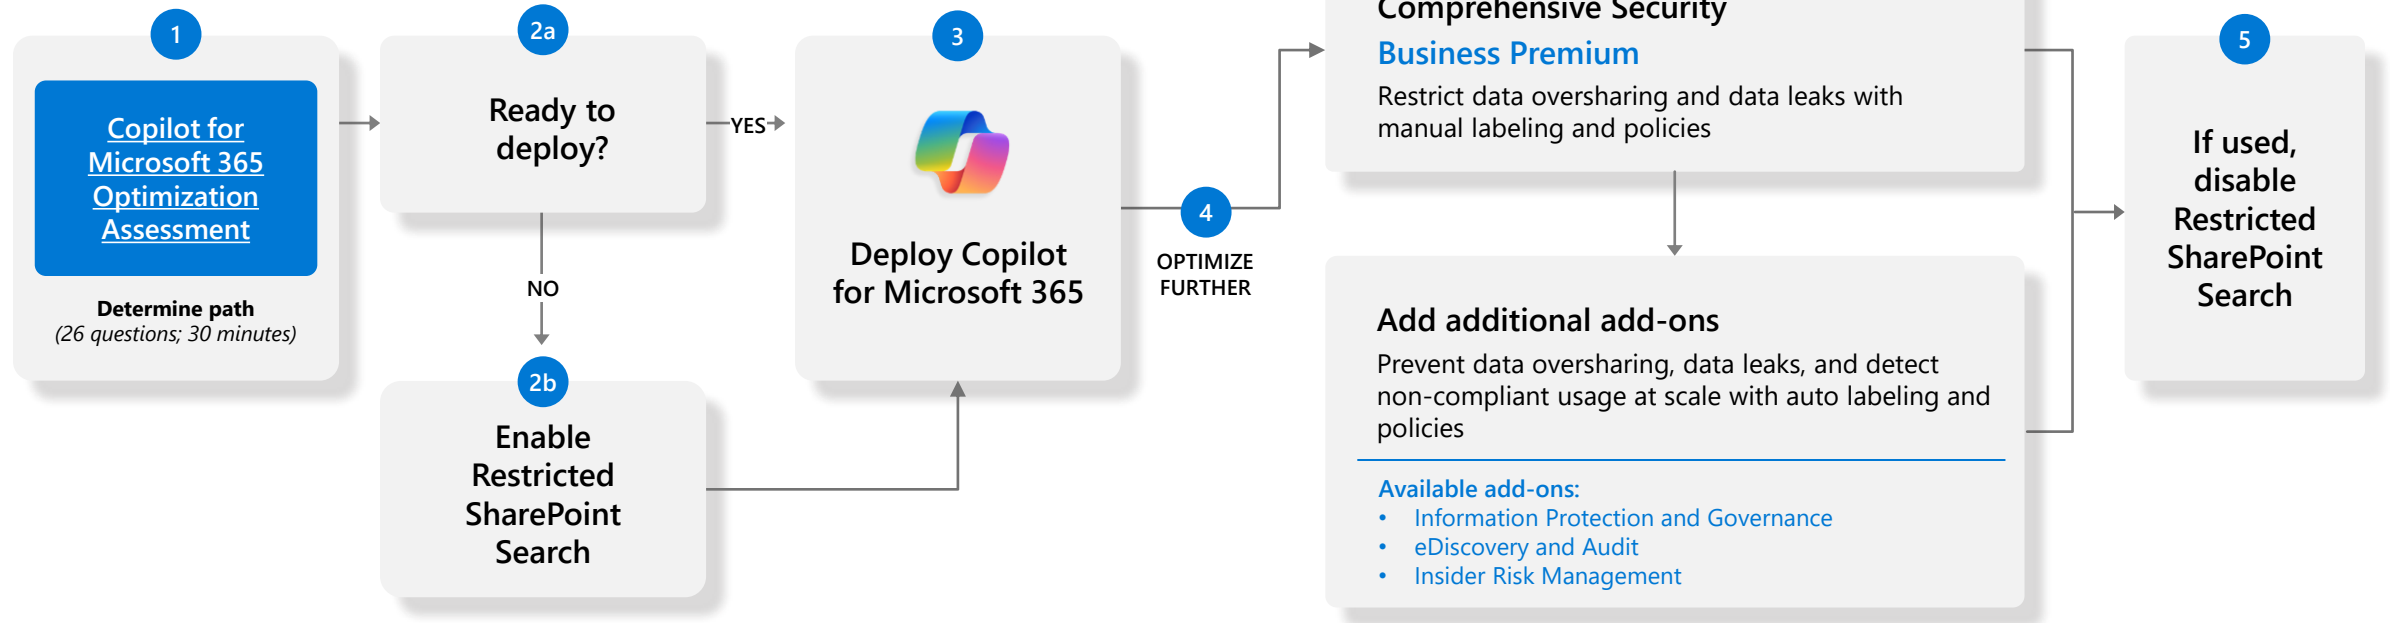 1
Copilot for
Microsoft 365
Optimization
Assessment
Determine path
(26 questions; 30 minutes)
2a
Ready to
deploy?
YES
NO
2b
Enable
Restricted
SharePoint
Search
3
Deploy Copilot
for Microsoft 365
4
OPTIMIZE
FURTHER
Comprehensive Security
Business Premium
Restrict data oversharing and data leaks with
manual labeling and policies
Add additional add-ons
Prevent data oversharing, data leaks, and detect
non-compliant usage at scale with auto labeling and
policies
Available add-ons:
• Information Protection and Governance
• eDiscovery and Audit
• Insider Risk Management
5
If used,
disable
Restricted
SharePoint
Search